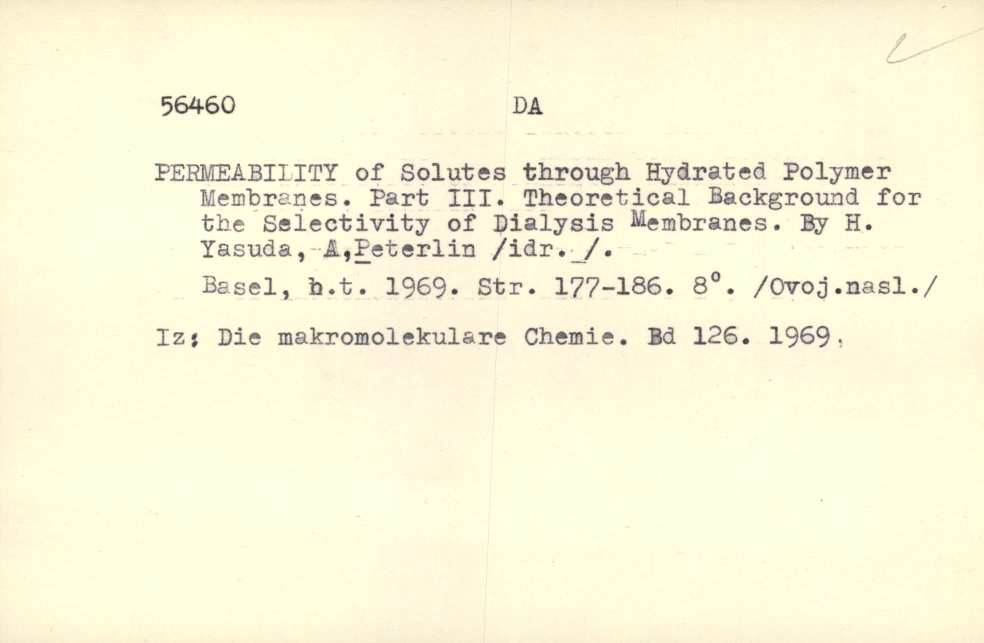 56460 DA
PERMEABILITY of Solutes through Hydrated Polymer
Membranes. Part III. Theoretical Background for
the Selectivity of Dialysis Membranes. By H.
Yasuda, A,Peterlin /idr. /.
Basel, b.t. 1969. Str. 177-186. 8°. /Ovoj.nasl./
Iz: Die makromolekulare Chemie. Bd 126. 1969.